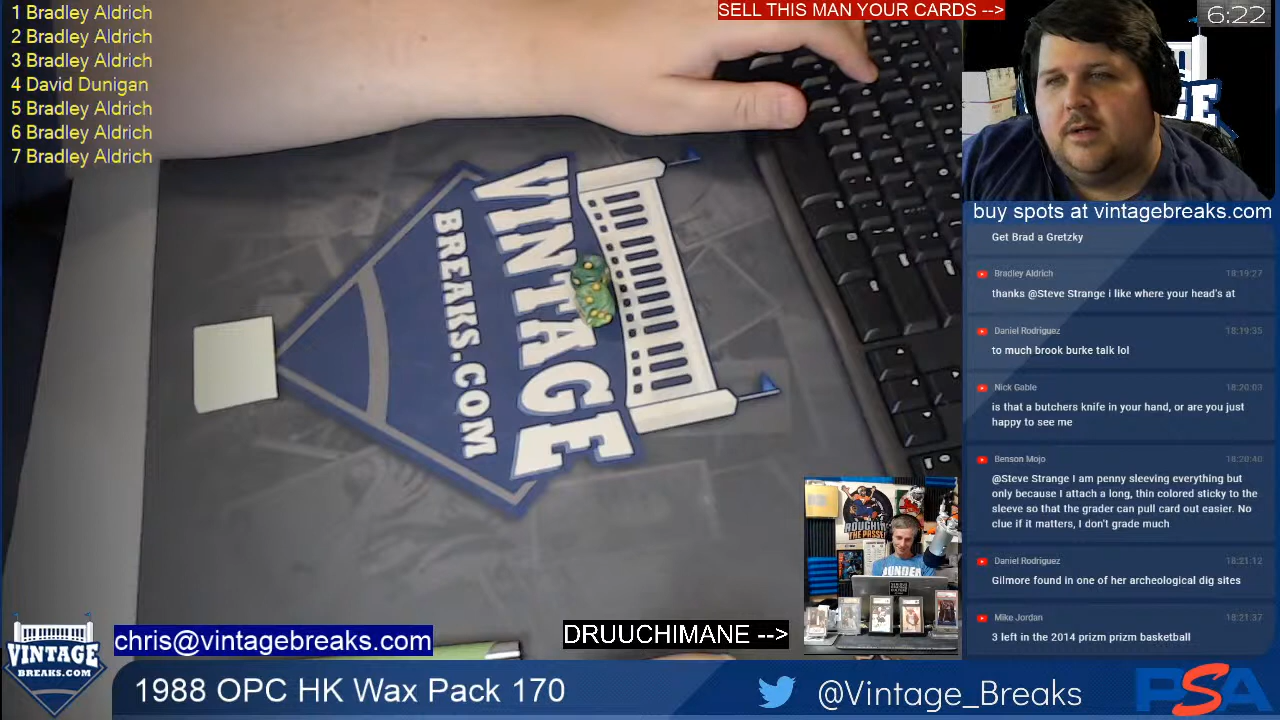 1 Bradley Aldrich
2 Bradley Aldrich
3 Bradley Aldrich
4 David Dunigan
5 Bradley Aldrich
6 Bradley Aldrich
7 Bradley Aldrich
SELL THIS MAN YOUR CARDS -->
6:22
buy spots at vintagebreaks.com
Get Brad a Gretzky
Bradley Aldrich 18:19:27
thanks @Steve Strange i like where your head's at
Daniel Rodriguez 18:19:35
to much brook burke talk lol
Nick Gable 18:20:03
is that a butchers knife in your hand, or are you just
happy to see me
Benson Mojo 18:20:40
@Steve Strange I am penny sleeving everything but
only because I attach a long, thin colored sticky to the
sleeve so that the grader can pull card out easier. No
clue if it matters, I don't grade much
Daniel Rodriguez 18:21:12
Gilmore found in one of her archeological dig sites
Mike Jordan 18:21:37
3 left in the 2014 prizm prizm basketball
VINTAGE
BREAKS.COM
ROUGHING
THE PASSER
DRUUCHIMANE -->
chris@vintagebreaks.com
VINTAGE
BREAKS.COM
1988 OPC HK Wax Pack 170
@Vintage_Breaks
PSA